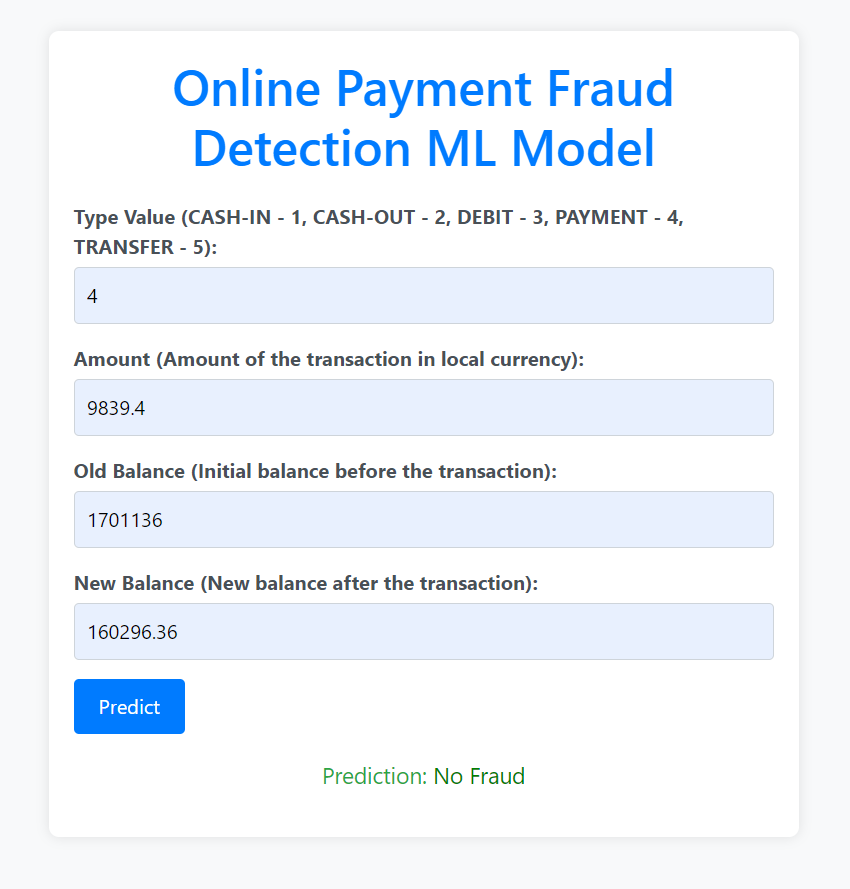 Online Payment Fraud
Detection ML Model
Type Value (CASH-IN - 1, CASH-OUT - 2, DEBIT - 3, PAYMENT - 4,
TRANSFER - 5):
4
Amount (Amount of the transaction in local currency):
9839.4
Old Balance (Initial balance before the transaction):
1701136
New Balance (New balance after the transaction):
160296.36
Predict
Prediction: No Fraud